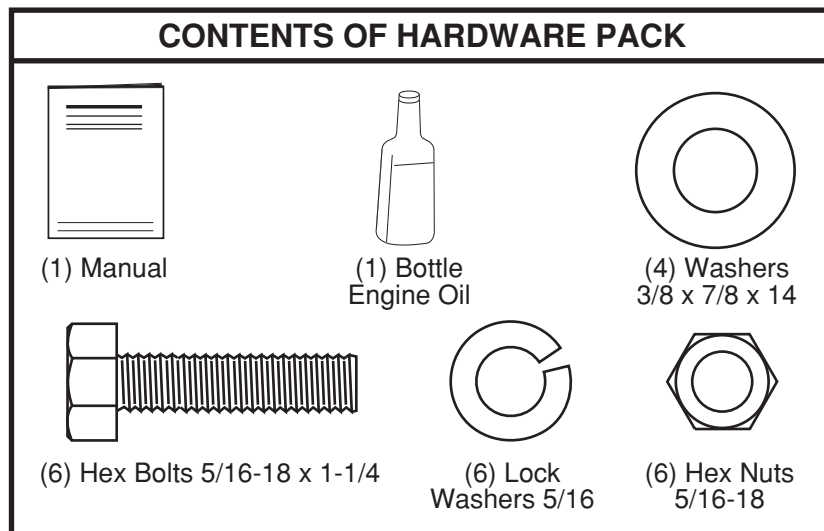 CONTENTS OF HARDWARE PACK
(1) Manual
(1) Bottle
Engine Oil
(4) Washers
3/8 x 7/8 x 14
(6) Hex Bolts 5/16-18 x 1-1/4
(6) Lock
Washers 5/16
(6) Hex Nuts
5/16-18